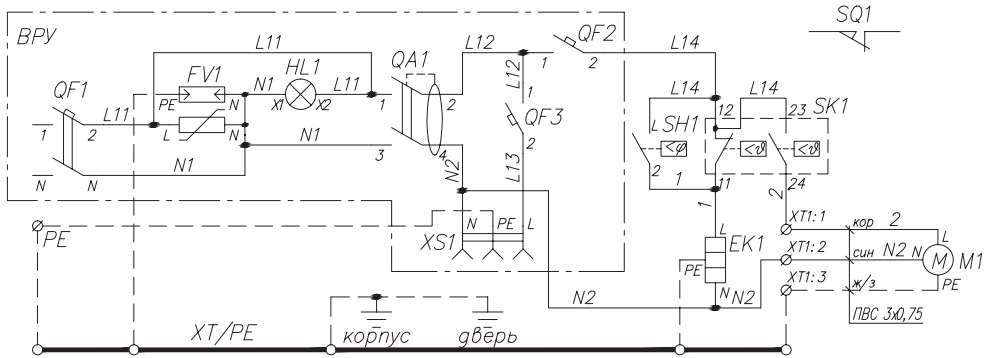 ВРУ
QF1
1
2
N
N
L11
N1
L11
FV1
PE
N
L
N
N1
HL1
X1
X2
L11
N1
QA1
1
2
3
4
L12
N2
L12
1
2
QF2
1
2
QF3
L13
XS1
N
PE
L
L14
SQ1
L14
L
SH1
<φ
2
1
12
L14
23
SK1
<ϑ
<ϑ
11
24
1
2
L
EK1
PE
N
N2
N2
XT1:1
XT1:2
XT1:3
кор
2
син
N2
N
ж/з
L
M
M1
PE
ПВС 3х0,75
PE
XT/PE
корпус
дверь